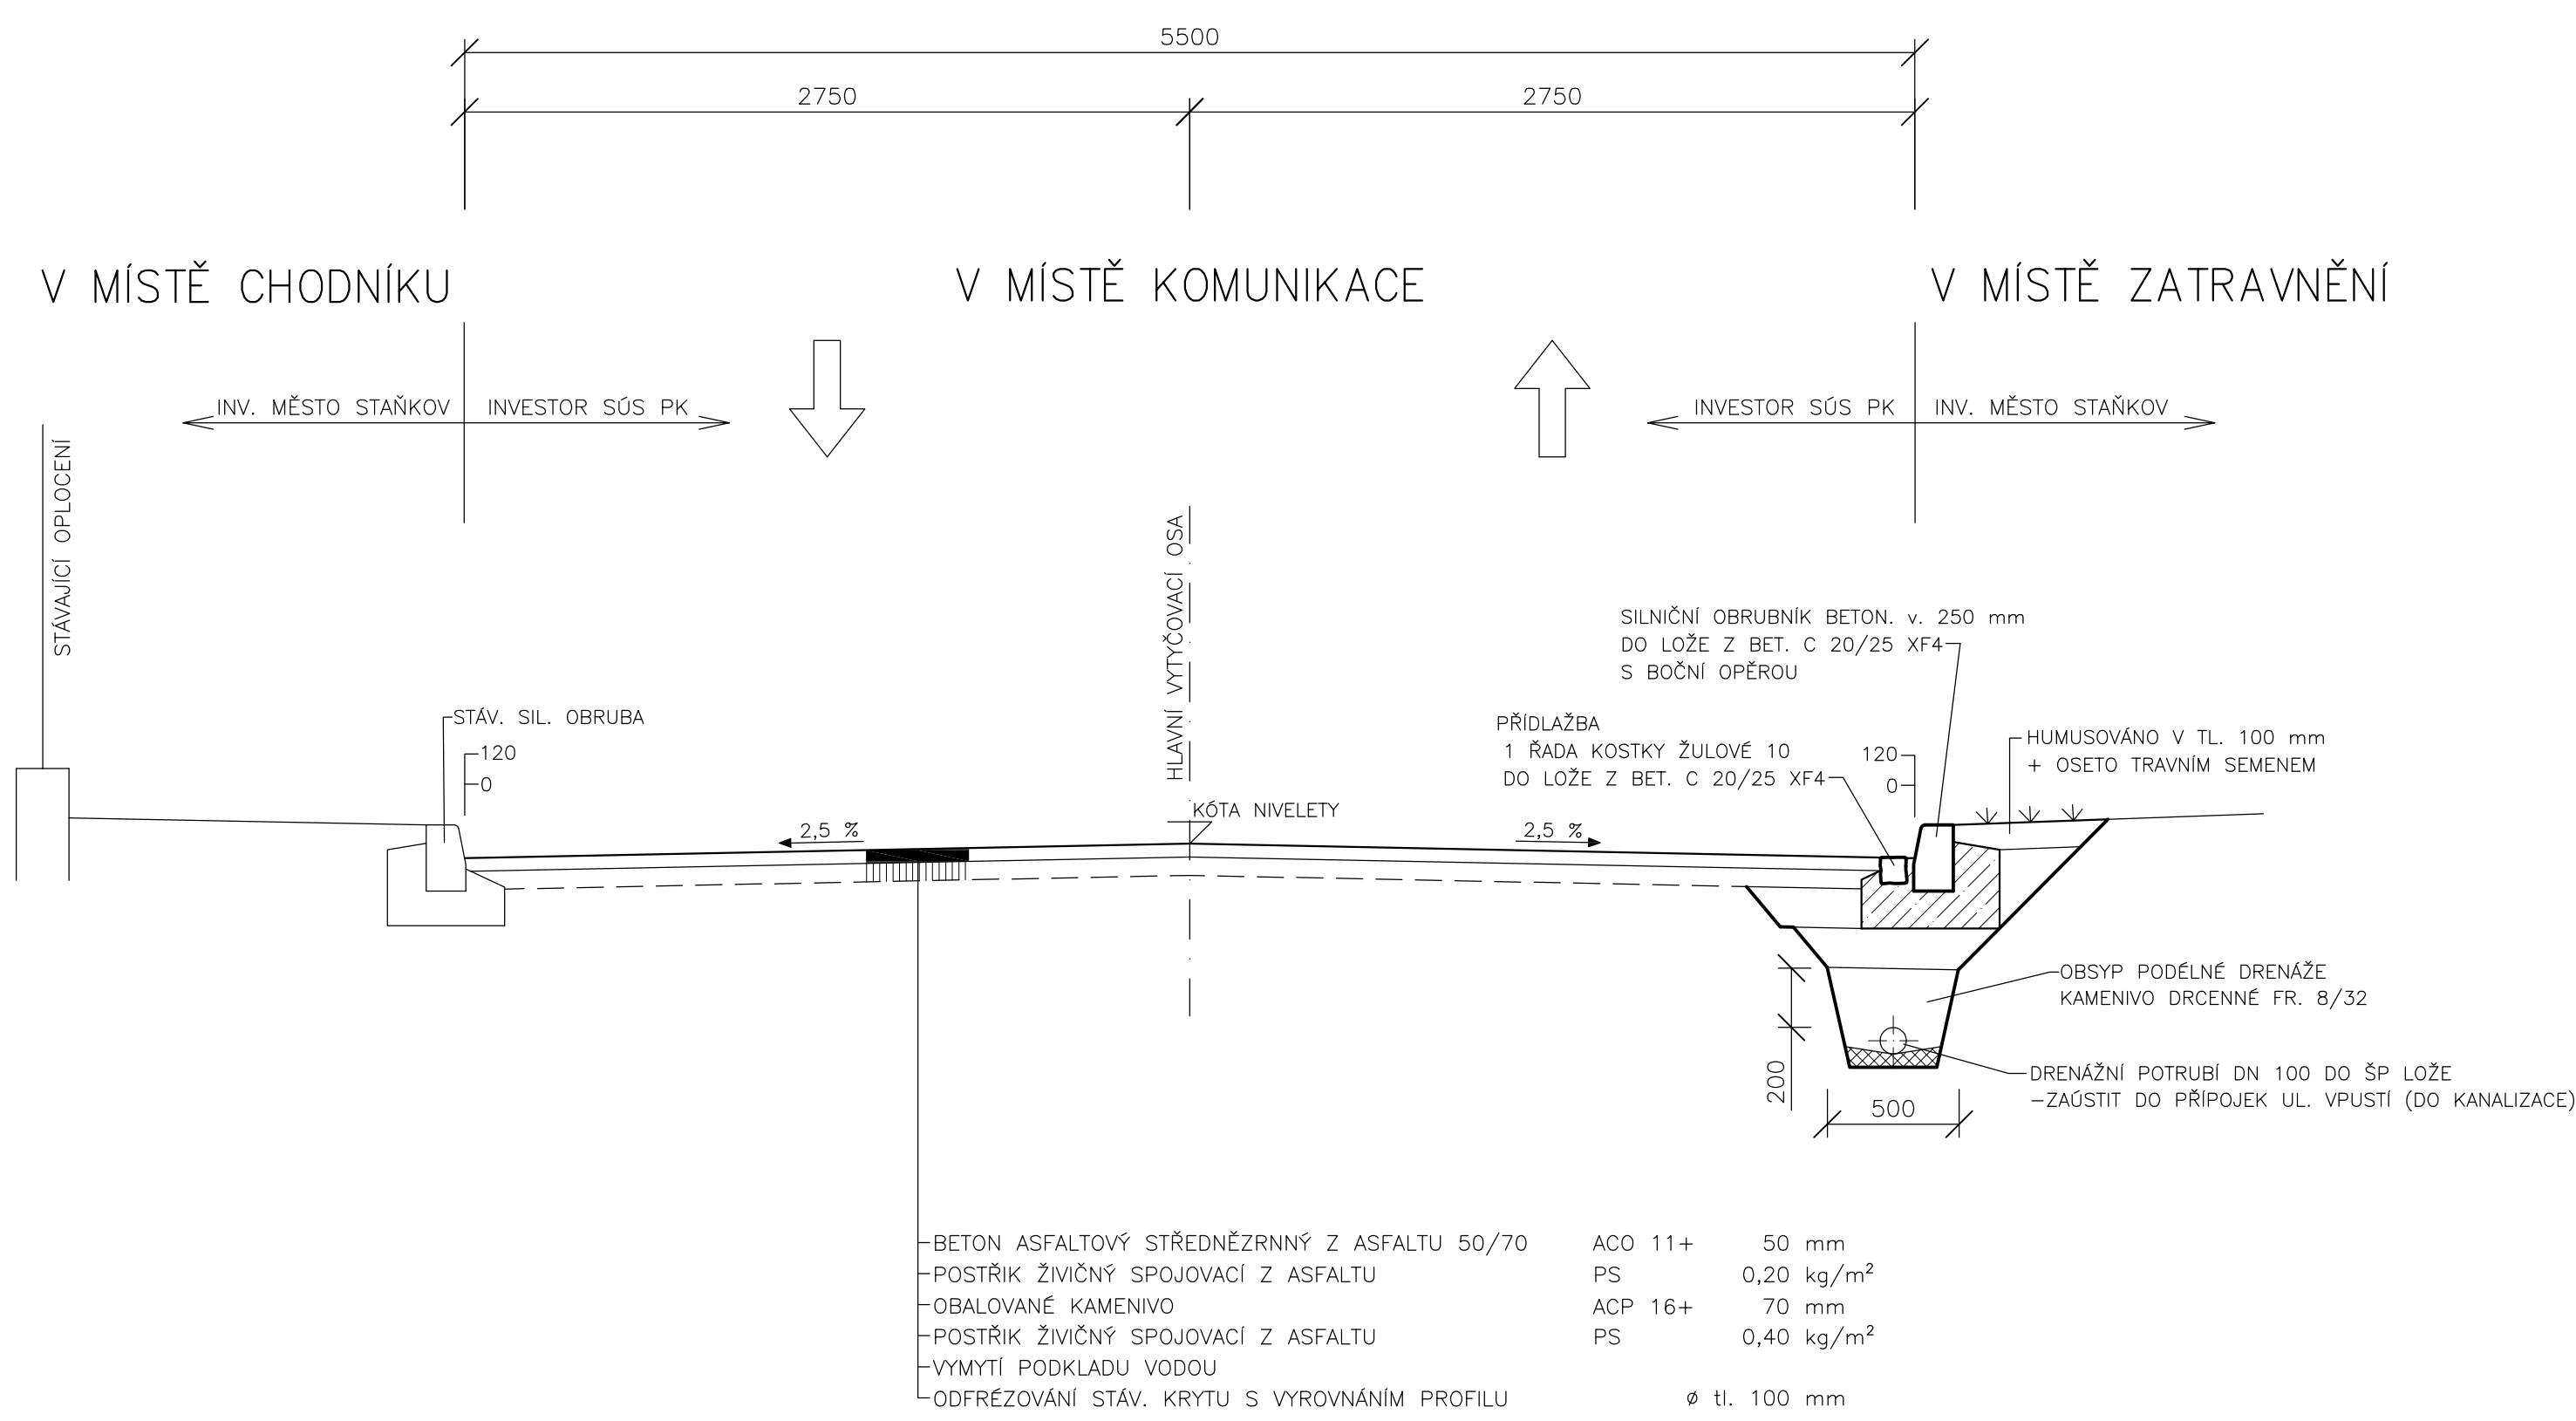 5500
2750 2750
V MÍSTĚ CHODNÍKU
V MÍSTĚ KOMUNIKACE
V MÍSTĚ ZATRAVNĚNÍ
INV. MĚSTO STAŇKOV
INVESTOR SÚS PK
INVESTOR SÚS PK
INV. MĚSTO STAŇKOV
STÁVAJÍCÍ OPLOCENÍ
HLAVNÍ VYTYČOVACÍ OSA
SILNIČNÍ OBRUBNÍK BETON. v. 250 mm
DO LOŽE Z BET. C 20/25 XF4
S BOČNÍ OPĚROU
STÁV. SIL. OBRUBA
120
0
PŘÍDLAŽBA
1 ŘADA KOSTKY ŽULOVÉ 10
DO LOŽE Z BET. C 20/25 XF4
120
0
HUMUSOVÁNO V TL. 100 mm
+ OSETO TRAVNÍM SEMENEM
KÓTA NIVELETY
2,5 %
2,5 %
OBSYP PODÉLNÉ DRENÁŽE
KAMENIVO DRCENNÉ FR. 8/32
DRENÁŽNÍ POTRUBÍ DN 100 DO ŠP LOŽE
-ZAÚSTIT DO PŘÍPOJEK UL. VPUSTÍ (DO KANALIZACE)
200
500
BETON ASFALTOVÝ STŘEDNĚZRNNÝ Z ASFALTU 50/70 ACO 11+ 50 mm
POSTŘIK ŽIVIČNÝ SPOJOVACÍ Z ASFALTU PS 0,20 kg/m²
OBALOVANÉ KAMENIVO ACP 16+ 70 mm
POSTŘIK ŽIVIČNÝ SPOJOVACÍ Z ASFALTU PS 0,40 kg/m²
VYMYTÍ PODKLADU VODOU
ODFRÉZOVÁNÍ STÁV. KRYTU S VYROVNÁNÍM PROFILU ø tl. 100 mm